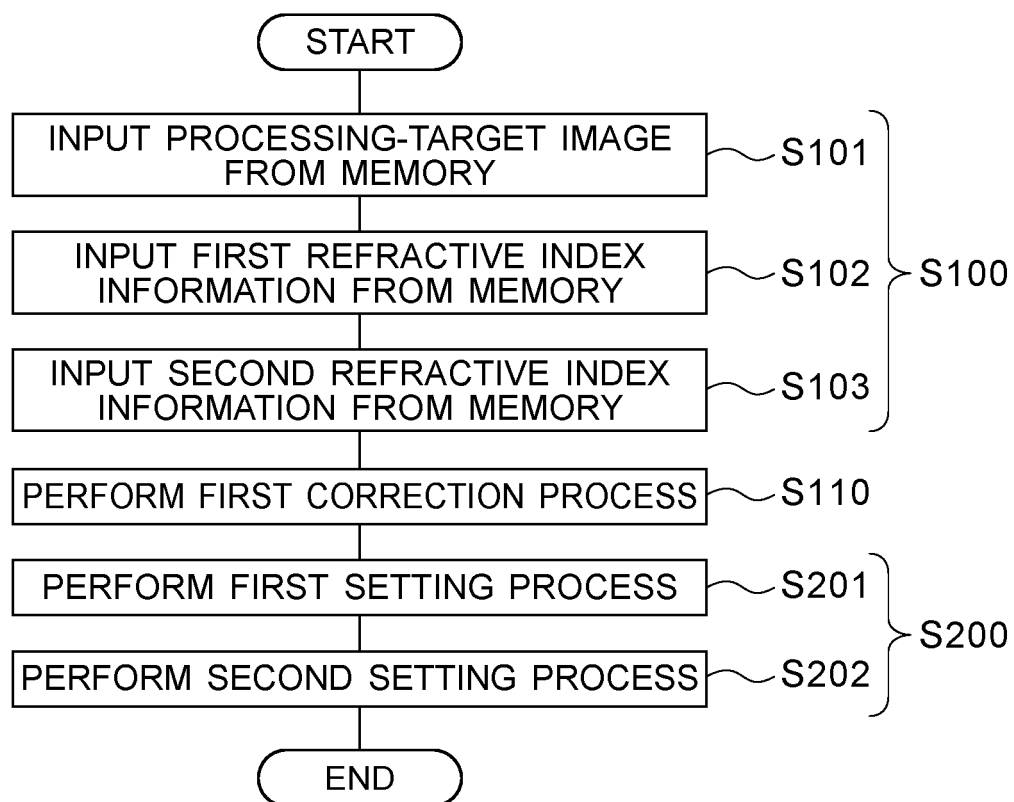 START
INPUT PROCESSING-TARGET IMAGE
FROM MEMORY
S101
INPUT FIRST REFRACTIVE INDEX
INFORMATION FROM MEMORY
S102
S100
INPUT SECOND REFRACTIVE INDEX
INFORMATION FROM MEMORY
S103
PERFORM FIRST CORRECTION PROCESS
S110
PERFORM FIRST SETTING PROCESS
S201
S200
PERFORM SECOND SETTING PROCESS
S202
END